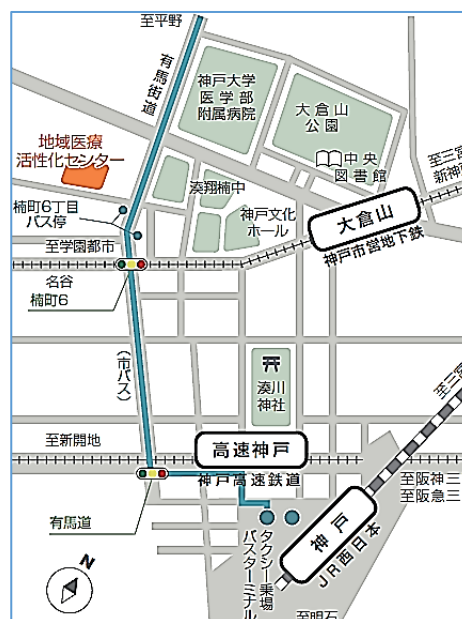 至平野
有馬街道
神戸大学
医学部
附属病院
大倉山
公園
中央
図書館
地域医療
活性化センター
湊翔楠中
神戸文化
ホール
楠町6丁目
バス停
大倉山
神戸市営地下鉄
至三宮
至学園都市
名谷
楠町6
(市バス)
湊川
神社
至三宮
至新開地
高速神戸
神戸高速鉄道
至阪神三
至阪急三
有馬道
神戸
JR西日本
タクシー乗場
バスターミナル
N
至明石